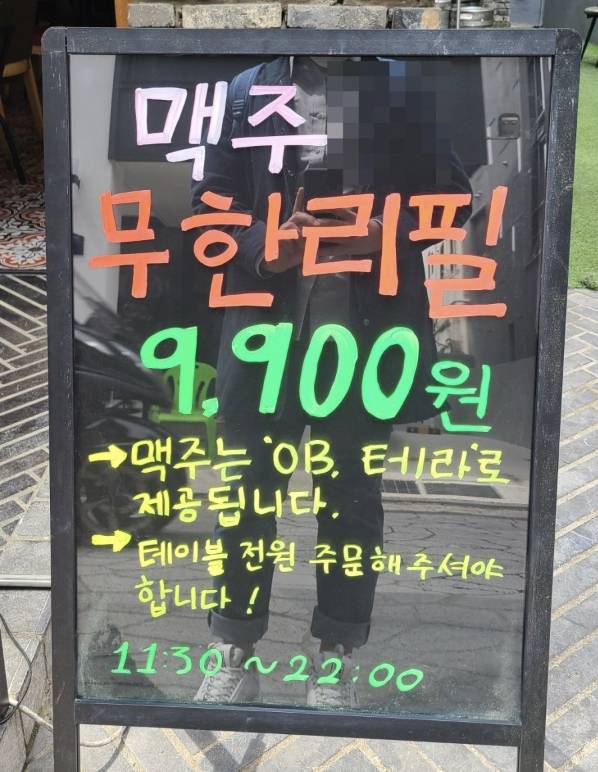 맥주
무한리필
9,900원
→맥주는 'OB, 테라'로
제공됩니다.
→테이블 전원 주문해주셔야
합니다!
11:30 ~ 22:00